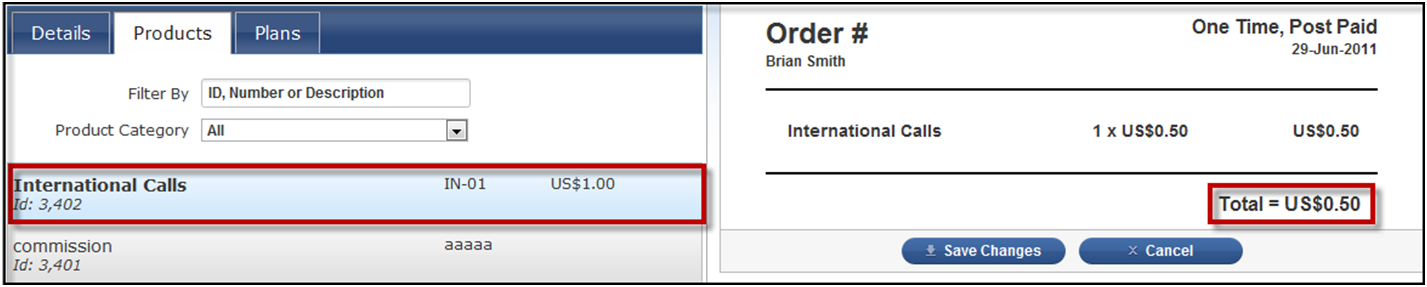 Details Products Plans
Filter By ID, Number or Description
Product Category All
International Calls IN-01 US$1.00
Id: 3,402
commission aaaaa
Id: 3,401
Order # One Time, Post Paid
Brian Smith 29-Jun-2011
International Calls 1 x US$0.50 US$0.50
Total = US$0.50
Save Changes Cancel